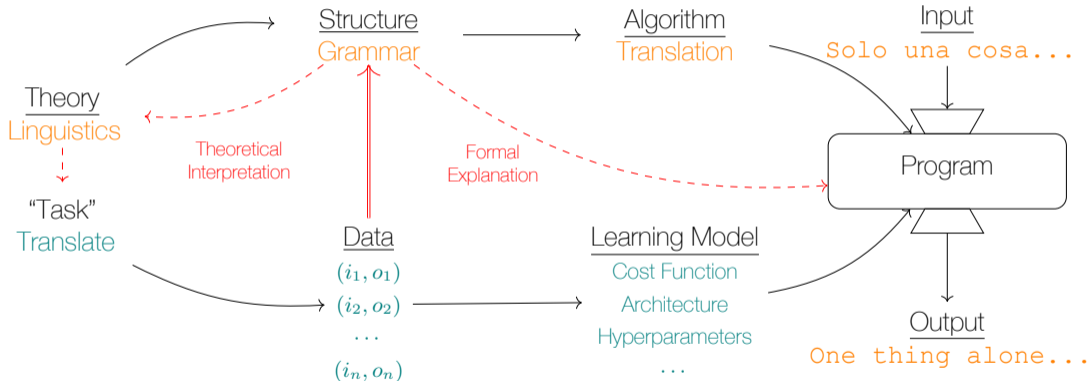 Structure
Grammar
Algorithm
Translation
Input
Solo una cosa...
Theory
Linguistics
Theoretical
Interpretation
Formal
Explanation
Program
“Task”
Translate
Data
(i₁, o₁)
(i₂, o₂)
...
(iₙ, oₙ)
Learning Model
Cost Function
Architecture
Hyperparameters
...
Output
One thing alone...